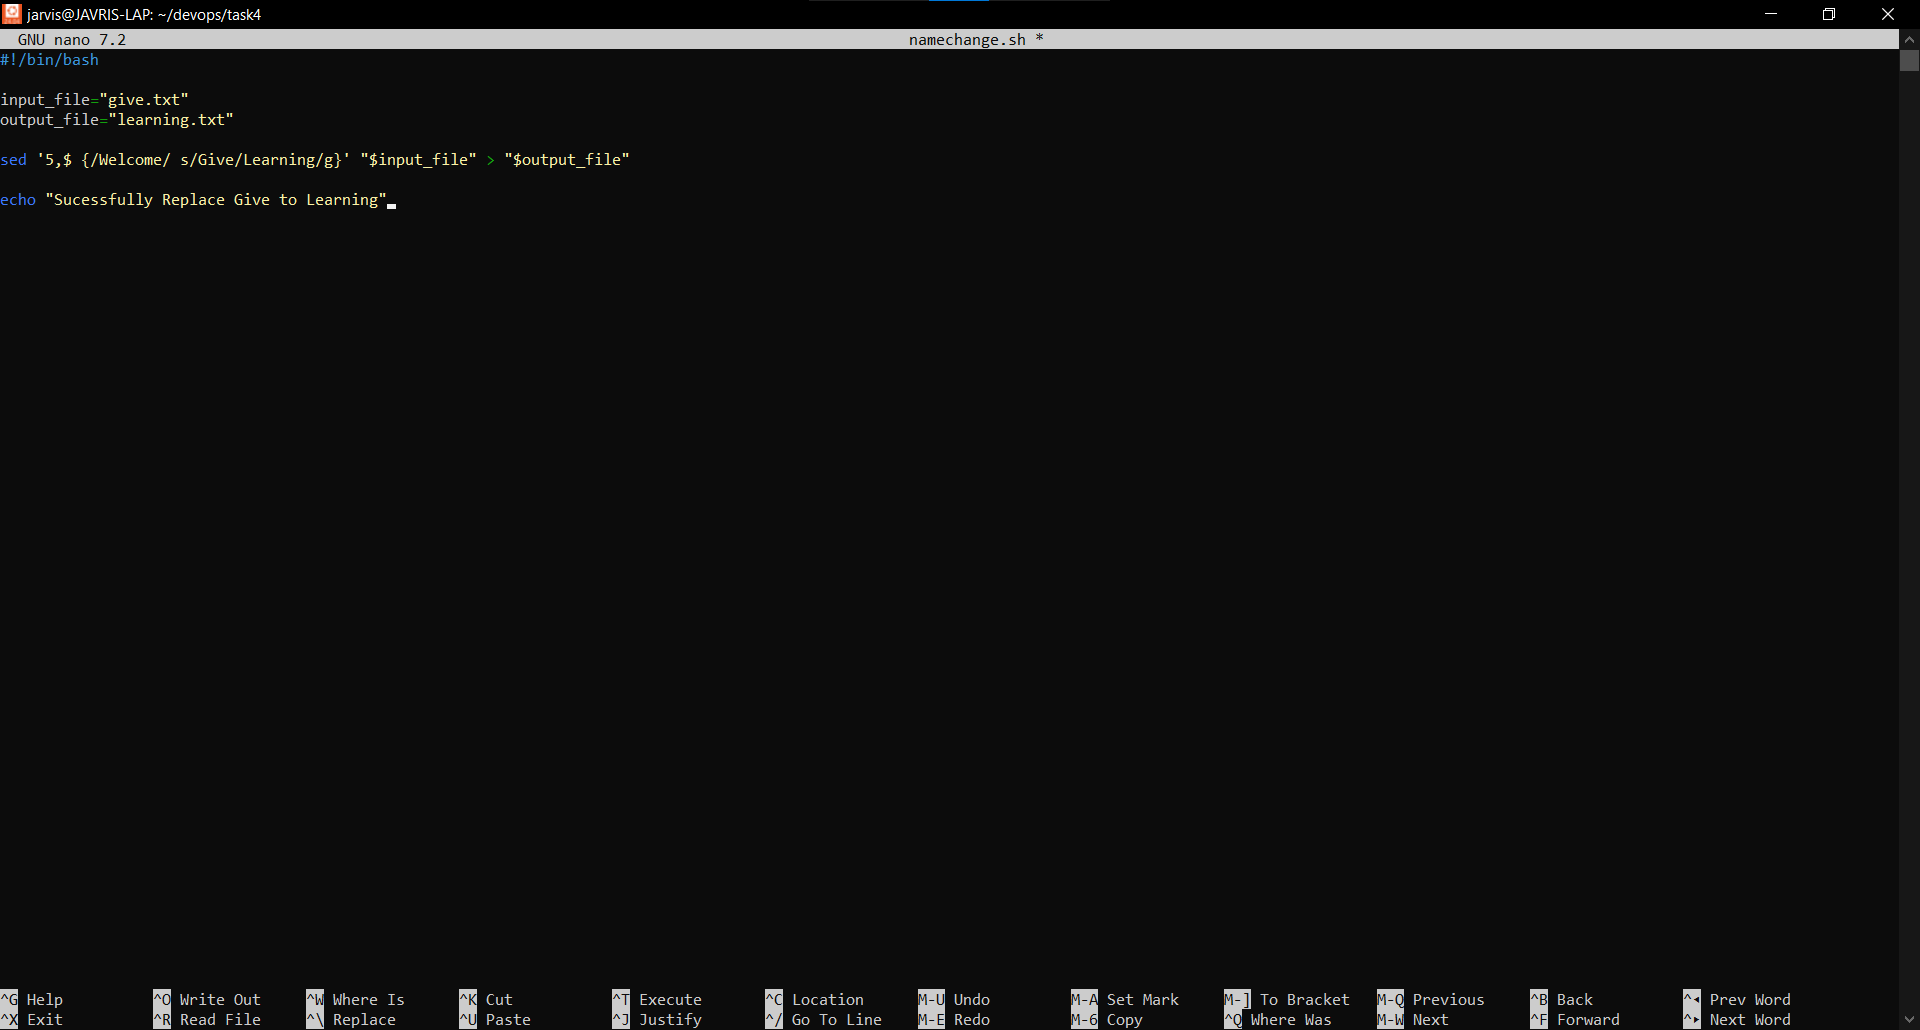 jarvis@JAVRIS-LAP: ~/devops/task4
GNU nano 7.2 namechange.sh *
#!/bin/bash
input_file="give.txt"
output_file="learning.txt"
sed '5,$ {/Welcome/ s/Give/Learning/g}' "$input_file" > "$output_file"
echo "Sucessfully Replace Give to Learning"
^G Help ^O Write Out ^W Where Is ^K Cut ^T Execute ^C Location M-U Undo M-A Set Mark M-] To Bracket M-Q Previous ^B Back ^◂ Prev Word
^X Exit ^R Read File ^\ Replace ^U Paste ^J Justify ^/ Go To Line M-E Redo M-6 Copy ^Q Where Was M-W Next ^F Forward ^▸ Next Word